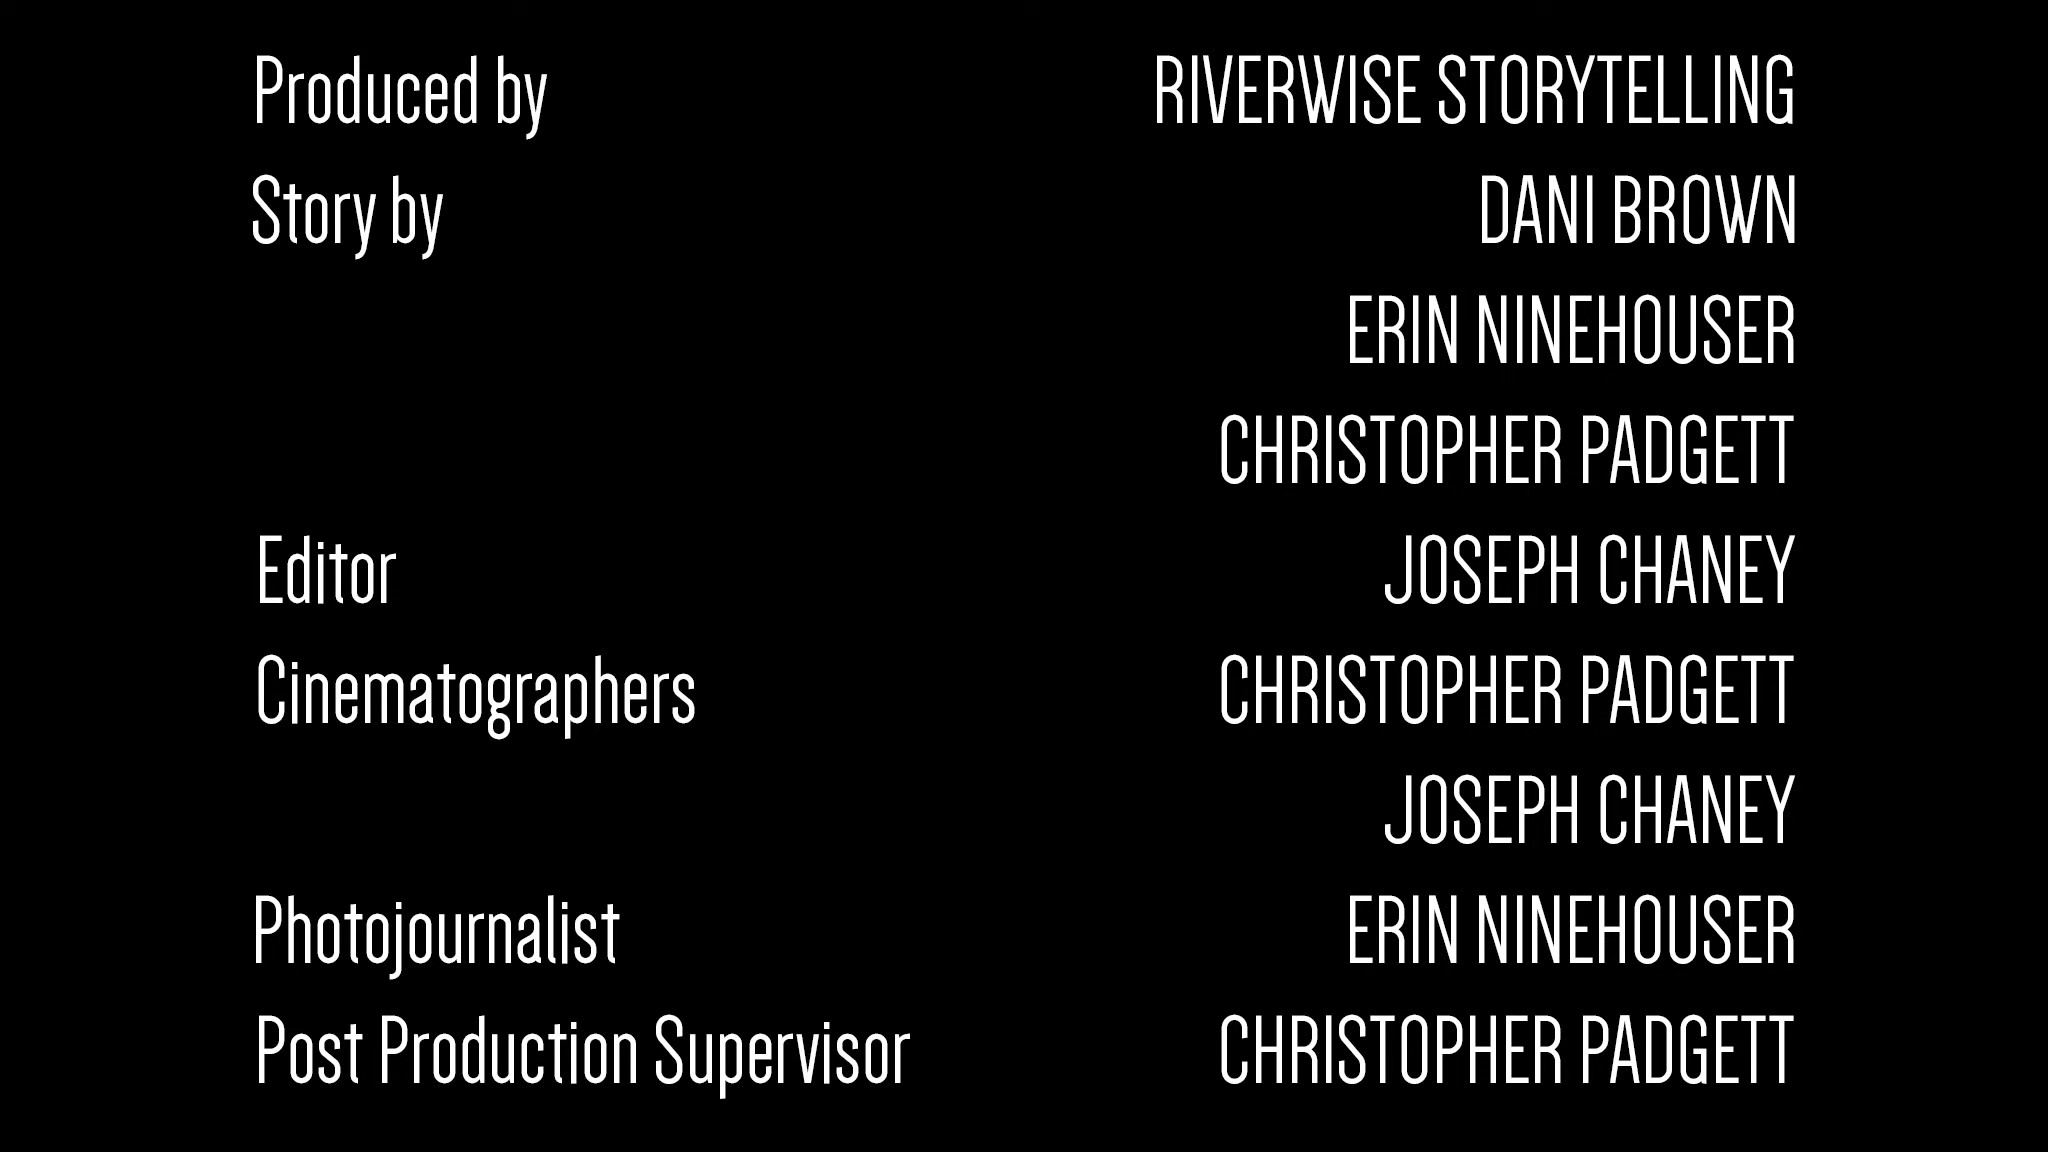 Produced by RIVERWISE STORYTELLING
Story by DANI BROWN
ERIN NINEHOUSER
CHRISTOPHER PADGETT
Editor JOSEPH CHANEY
Cinematographers CHRISTOPHER PADGETT
JOSEPH CHANEY
Photojournalist ERIN NINEHOUSER
Post Production Supervisor CHRISTOPHER PADGETT